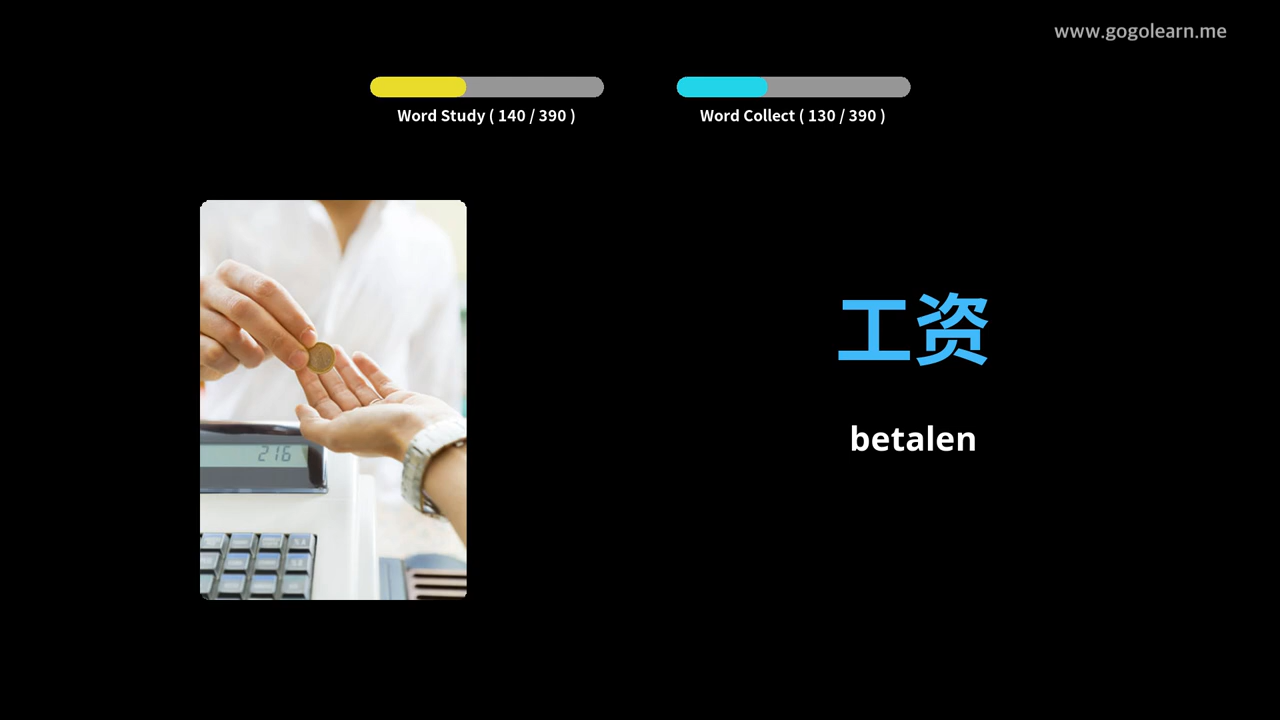 www.gogolearn.me
Word Study ( 140 / 390 )
Word Collect ( 130 / 390 )
工资
betalen
216